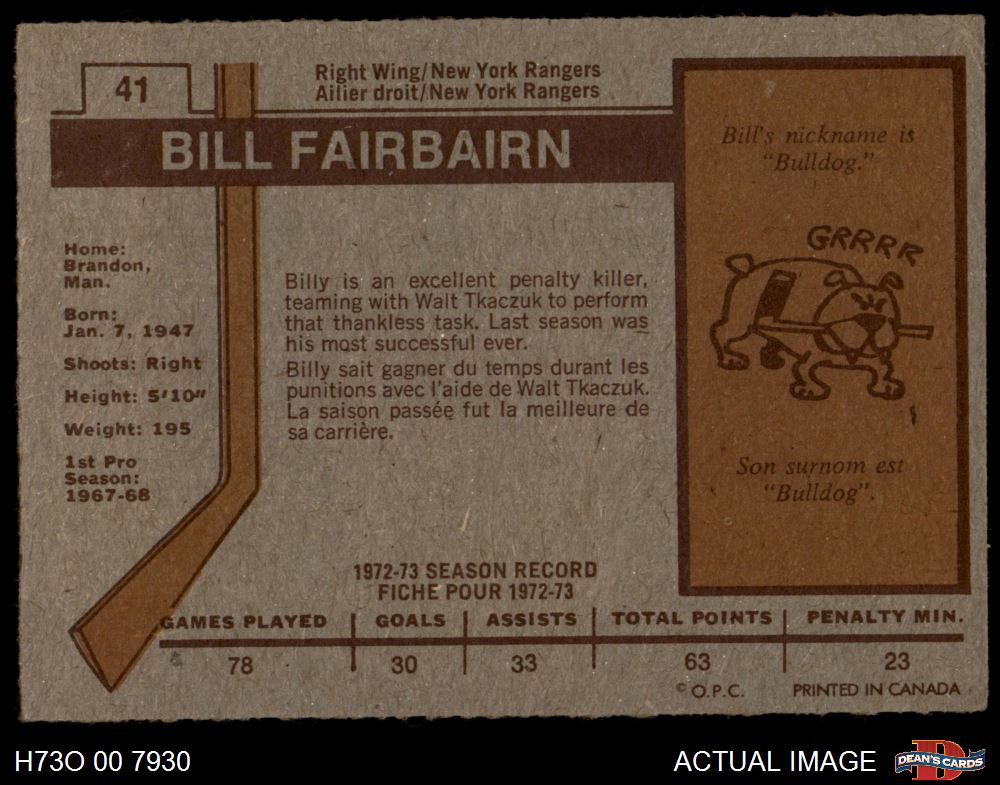 41
Right Wing/New York Rangers
Ailier droit/New York Rangers
BILL FAIRBAIRN
Home:
Brandon,
Man.
Born:
Jan. 7, 1947
Shoots: Right
Height: 5'10"
Weight: 195
1st Pro
Season:
1967-68
Billy is an excellent penalty killer,
teaming with Walt Tkaczuk to perform
that thankless task. Last season was
his most successful ever.
Billy sait gagner du temps durant les
punitions avec l'aide de Walt Tkaczuk.
La saison passée fut la meilleure de
sa carrière.
Bill's nickname is
"Bulldog."
GRRRR
Son surnom est
"Bulldog".
1972-73 SEASON RECORD
FICHE POUR 1972-73
GAMES PLAYED GOALS ASSISTS TOTAL POINTS PENALTY MIN.
78 30 33 63 23
© O.P.C. PRINTED IN CANADA
H73O 00 7930 ACTUAL IMAGE
D
DEAN'S CARDS